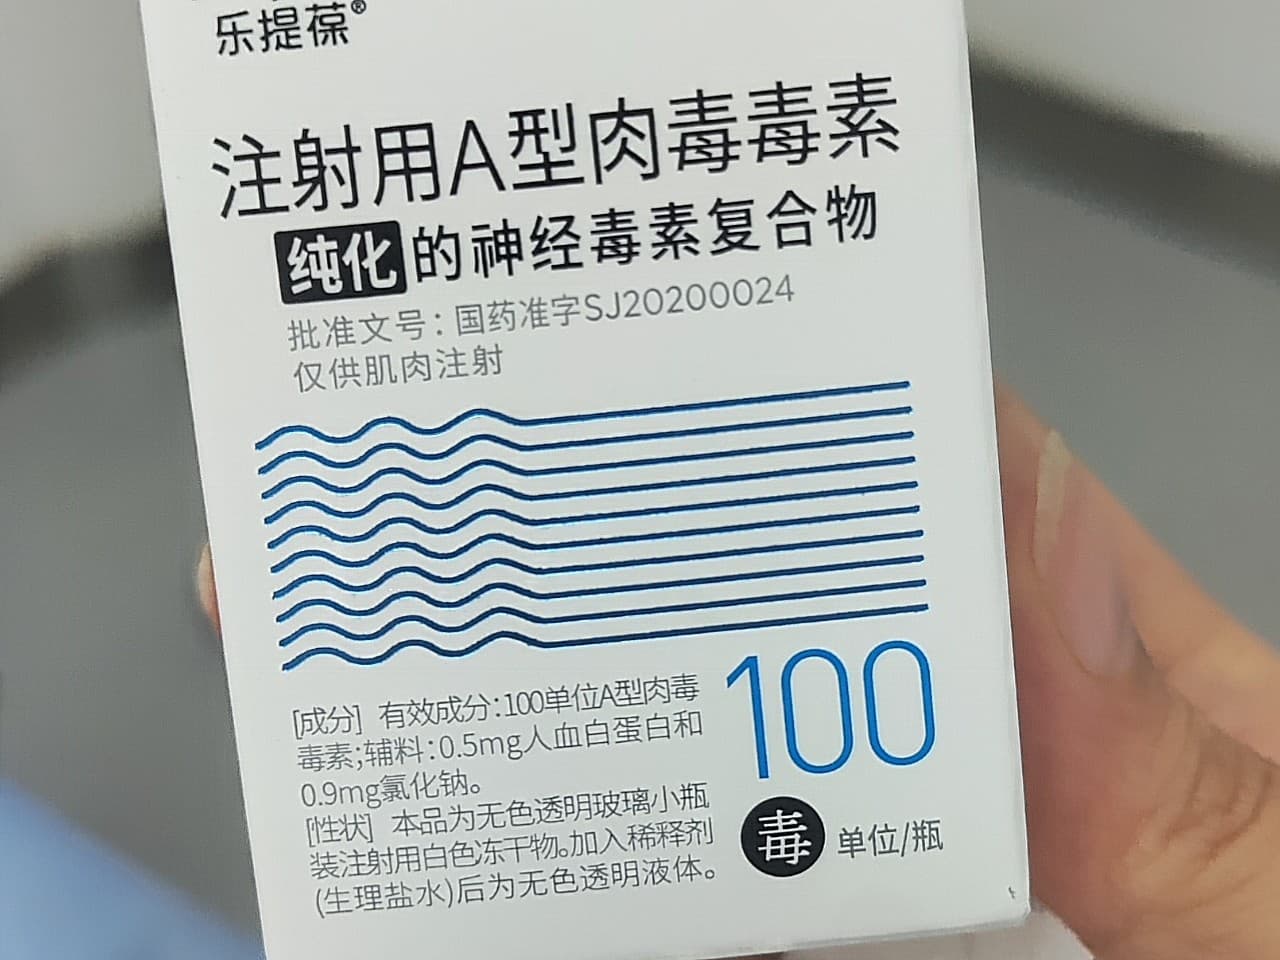 乐提葆®
注射用A型肉毒毒素
纯化的神经毒素复合物
批准文号：国药准字SJ20200024
仅供肌肉注射
[成分] 有效成分：100单位A型肉毒
毒素；辅料：0.5mg人血白蛋白和
0.9mg氯化钠。
[性状] 本品为无色透明玻璃小瓶
装注射用白色冻干物。加入稀释剂
(生理盐水)后为无色透明液体。
100
毒 单位/瓶